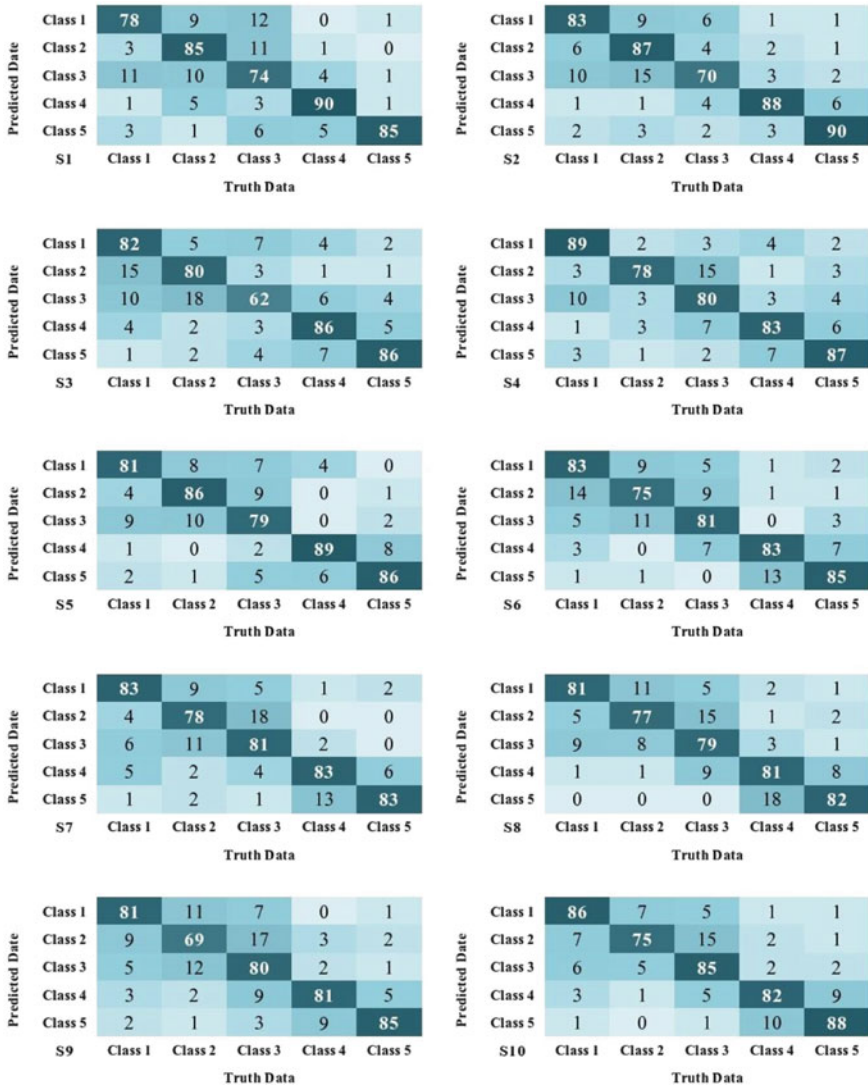 Class 1 78 9 12 0 1
Class 2 3 85 11 1 0
Class 3 11 10 74 4 1
Class 4 1 5 3 90 1
Class 5 3 1 6 5 85
Predicted Date
S1 Class 1 Class 2 Class 3 Class 4 Class 5
Truth Data
Class 1 83 9 6 1 1
Class 2 6 87 4 2 1
Class 3 10 15 70 3 2
Class 4 1 1 4 88 6
Class 5 2 3 2 3 90
Predicted Date
S2 Class 1 Class 2 Class 3 Class 4 Class 5
Truth Data
Class 1 82 5 7 4 2
Class 2 15 80 3 1 1
Class 3 10 18 62 6 4
Class 4 4 2 3 86 5
Class 5 1 2 4 7 86
Predicted Date
S3 Class 1 Class 2 Class 3 Class 4 Class 5
Truth Data
Class 1 89 2 3 4 2
Class 2 3 78 15 1 3
Class 3 10 3 80 3 4
Class 4 1 3 7 83 6
Class 5 3 1 2 7 87
Predicted Date
S4 Class 1 Class 2 Class 3 Class 4 Class 5
Truth Data
Class 1 81 8 7 4 0
Class 2 4 86 9 0 1
Class 3 9 10 79 0 2
Class 4 1 0 2 89 8
Class 5 2 1 5 6 86
Predicted Date
S5 Class 1 Class 2 Class 3 Class 4 Class 5
Truth Data
Class 1 83 9 5 1 2
Class 2 14 75 9 1 1
Class 3 5 11 81 0 3
Class 4 3 0 7 83 7
Class 5 1 1 0 13 85
Predicted Date
S6 Class 1 Class 2 Class 3 Class 4 Class 5
Truth Data
Class 1 83 9 5 1 2
Class 2 4 78 18 0 0
Class 3 6 11 81 2 0
Class 4 5 2 4 83 6
Class 5 1 2 1 13 83
Predicted Date
S7 Class 1 Class 2 Class 3 Class 4 Class 5
Truth Data
Class 1 81 11 5 2 1
Class 2 5 77 15 1 2
Class 3 9 8 79 3 1
Class 4 1 1 9 81 8
Class 5 0 0 0 18 82
Predicted Date
S8 Class 1 Class 2 Class 3 Class 4 Class 5
Truth Data
Class 1 81 11 7 0 1
Class 2 9 69 17 3 2
Class 3 5 12 80 2 1
Class 4 3 2 9 81 5
Class 5 2 1 3 9 85
Predicted Date
S9 Class 1 Class 2 Class 3 Class 4 Class 5
Truth Data
Class 1 86 7 5 1 1
Class 2 7 75 15 2 1
Class 3 6 5 85 2 2
Class 4 3 1 5 82 9
Class 5 1 0 1 10 88
Predicted Date
S10 Class 1 Class 2 Class 3 Class 4 Class 5
Truth Data